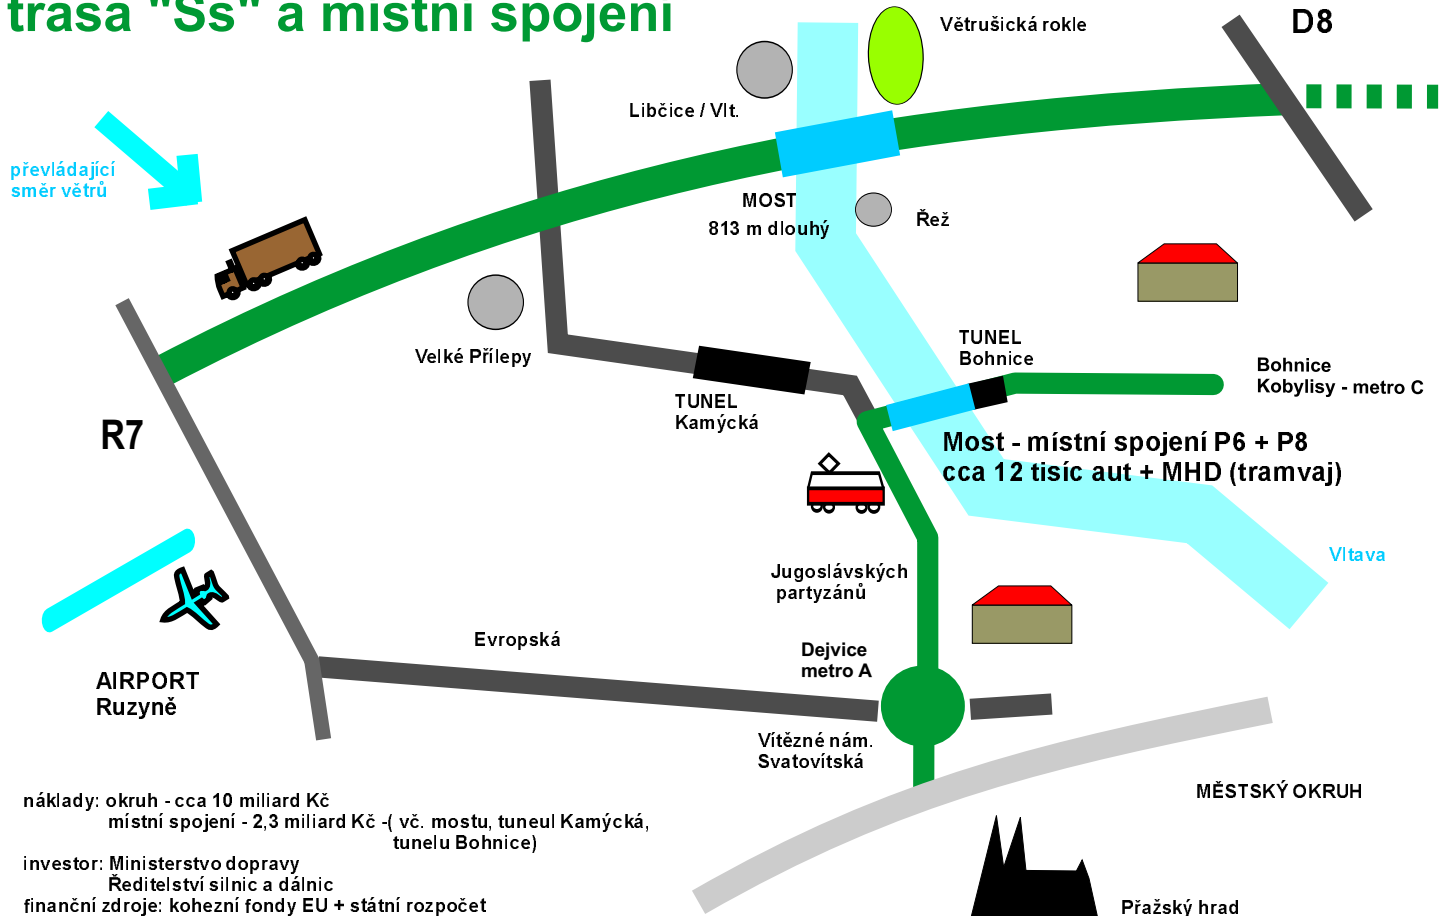 trasa "Ss" a místní spojení
Větrušická rokle
D8
Libčice / Vlt.
převládající
směr větrů
MOST
813 m dlouhý
Řež
TUNEL
Bohnice
Velké Přílepy
Bohnice
Kobylisy - metro C
TUNEL
Kamýcká
R7
Most - místní spojení P6 + P8
cca 12 tisíc aut + MHD (tramvaj)
Vltava
Jugoslávských
partyzánů
Evropská
Dejvice
metro A
AIRPORT
Ruzyně
Vítězné nám.
Svatovítská
MĚSTSKÝ OKRUH
náklady: okruh - cca 10 miliard Kč
místní spojení - 2,3 miliard Kč -( vč. mostu, tuneul Kamýcká,
tunelu Bohnice)
investor: Ministerstvo dopravy
Ředitelství silnic a dálnic
finanční zdroje: kohezní fondy EU + státní rozpočet
Přažský hrad